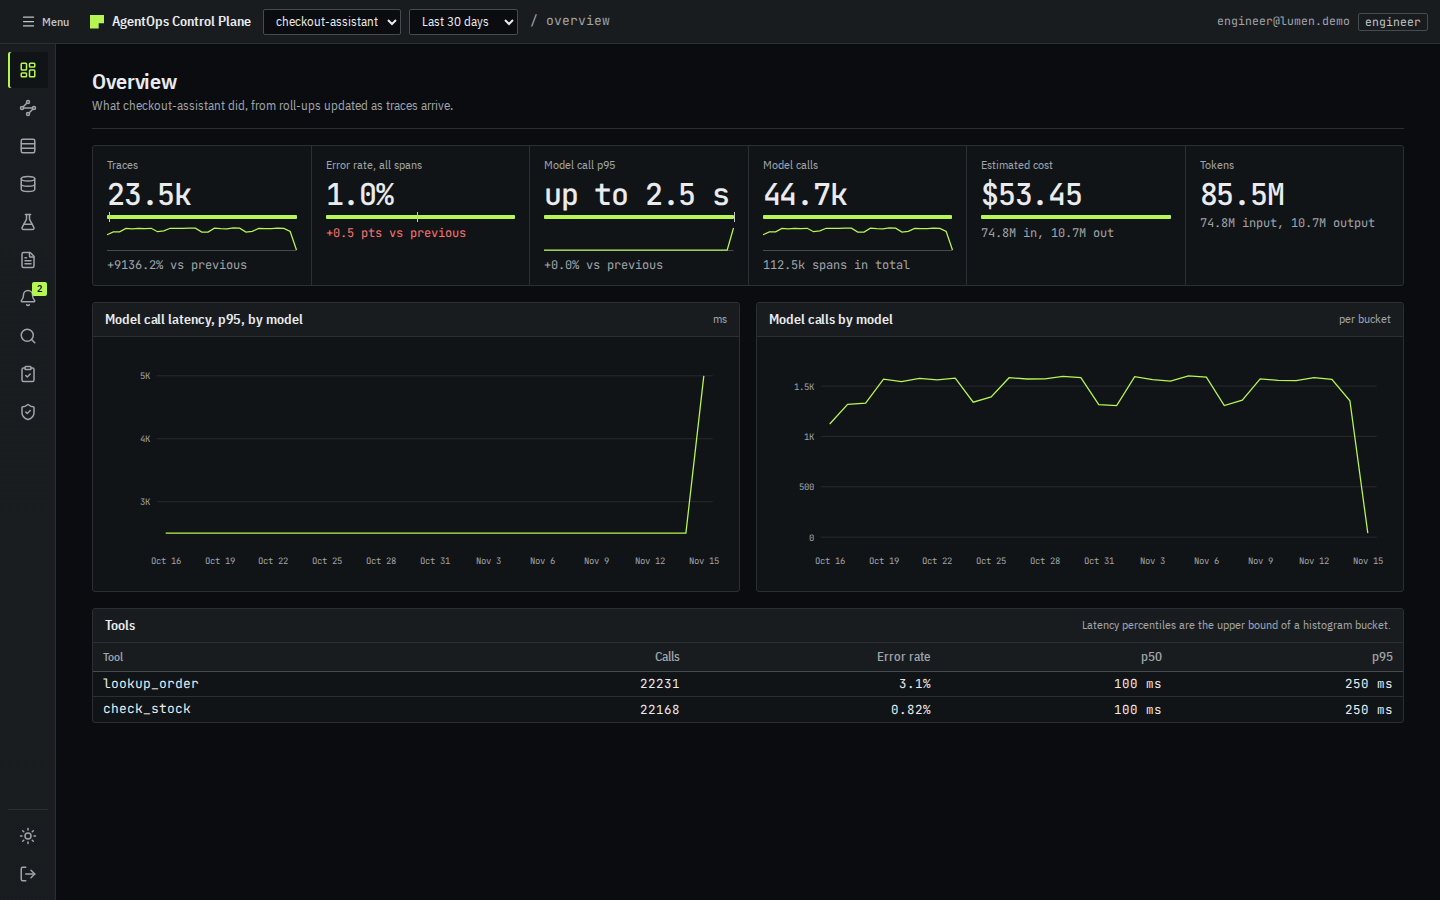 Menu AgentOps Control Plane checkout-assistant Last 30 days / overview engineer@lumen.demo engineer
2
Overview
What checkout-assistant did, from roll-ups updated as traces arrive.
Traces Error rate, all spans Model call p95 Model calls Estimated cost Tokens
23.5k 1.0% up to 2.5 s 44.7k $53.45 85.5M
+9136.2% vs previous +0.5 pts vs previous +0.0% vs previous 112.5k spans in total 74.8M in, 10.7M out 74.8M input, 10.7M output
Model call latency, p95, by model ms
5K
4K
3K
Oct 16 Oct 19 Oct 22 Oct 25 Oct 28 Oct 31 Nov 3 Nov 6 Nov 9 Nov 12 Nov 15
Model calls by model per bucket
1.5K
1K
500
0
Oct 16 Oct 19 Oct 22 Oct 25 Oct 28 Oct 31 Nov 3 Nov 6 Nov 9 Nov 12 Nov 15
Tools Latency percentiles are the upper bound of a histogram bucket.
Tool Calls Error rate p50 p95
lookup_order 22231 3.1% 100 ms 250 ms
check_stock 22168 0.82% 100 ms 250 ms